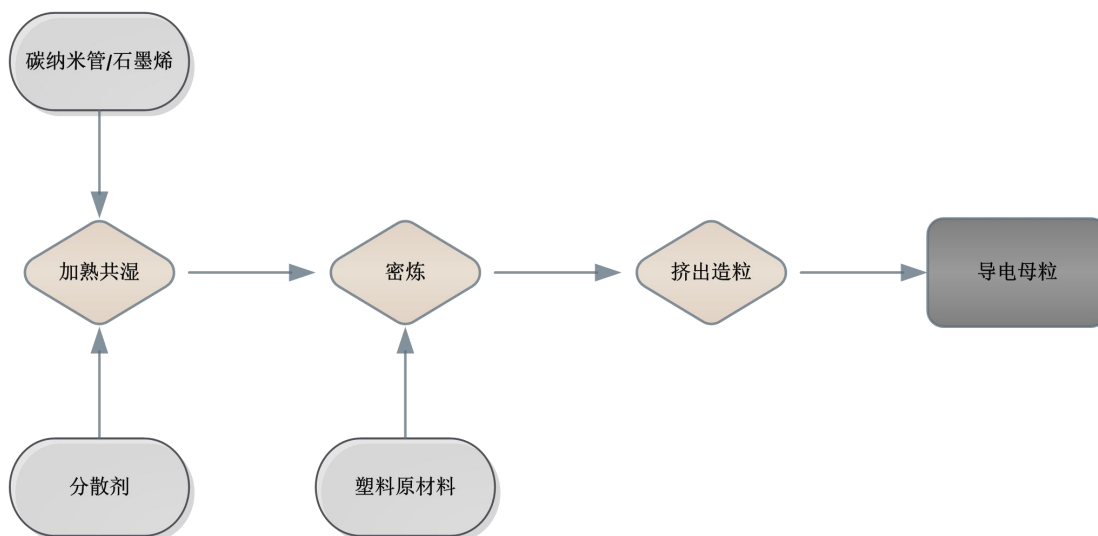 碳纳米管/石墨烯
加熟共湿
密炼
挤出造粒
导电母粒
分散剂
塑料原材料